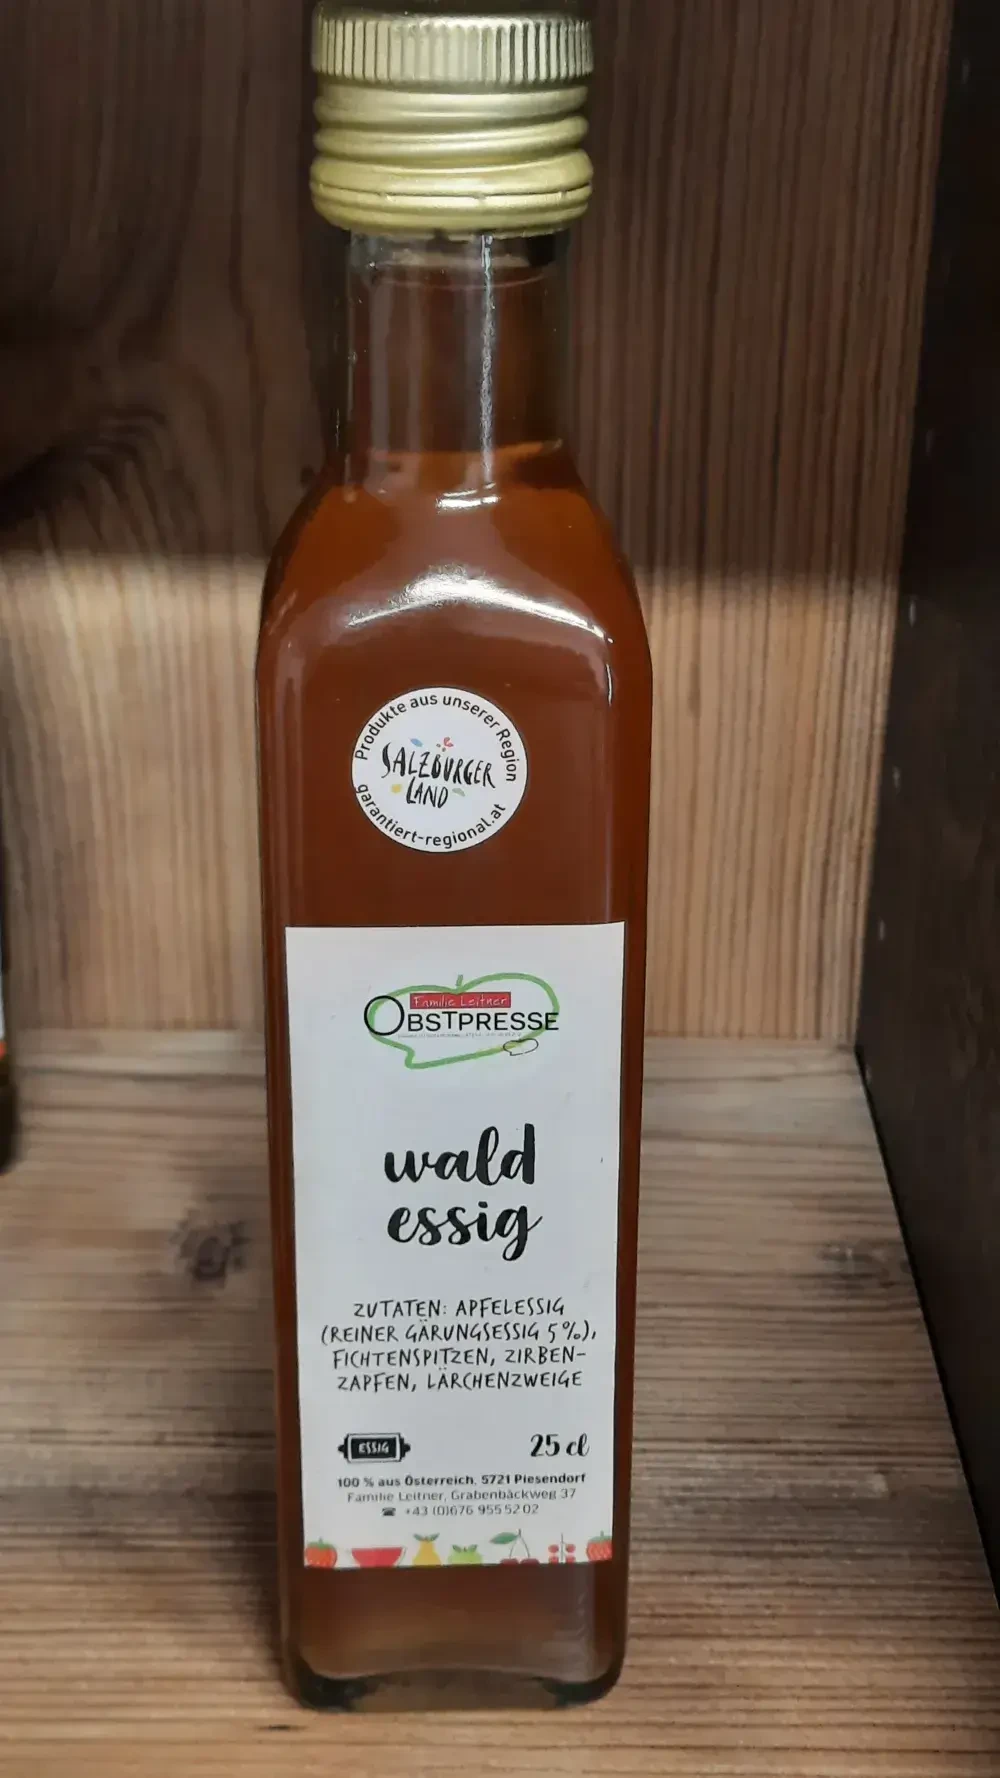 Produkte aus unserer Region
SALZBURGER
LAND
garantiert-regional.at
Familie Leitner
OBSTPRESSE
wald
essig
ZUTATEN: APFELESSIG
(REINER GÄRUNGSESSIG 5%),
FICHTENSPITZEN, ZIRBEN-
ZAPFEN, LÄRCHENZWEIGE
ESSIG
25 cl
100 % aus Österreich, 5721 Piesendorf
Familie Leitner, Grabenbäckweg 37
☎ +43 (0)676 955 52 02